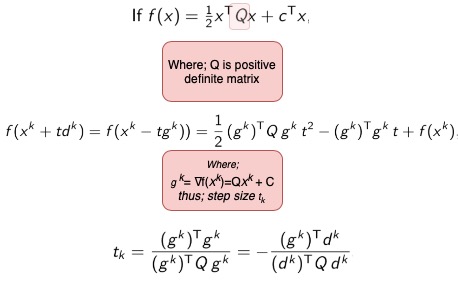 If f(x) = ½xᵀQx + cᵀx,
Where; Q is positive
definite matrix
f(xᵏ + tdᵏ) = f(xᵏ − tgᵏ)) = ½ (gᵏ)ᵀQ gᵏ t² − (gᵏ)ᵀgᵏ t + f(xᵏ).
Where;
gᵏ= ∇f(xᵏ)=Qxᵏ + C
thus; step size tₖ
tₖ = (gᵏ)ᵀgᵏ / (gᵏ)ᵀQ gᵏ = − (gᵏ)ᵀdᵏ / (dᵏ)ᵀQ dᵏ